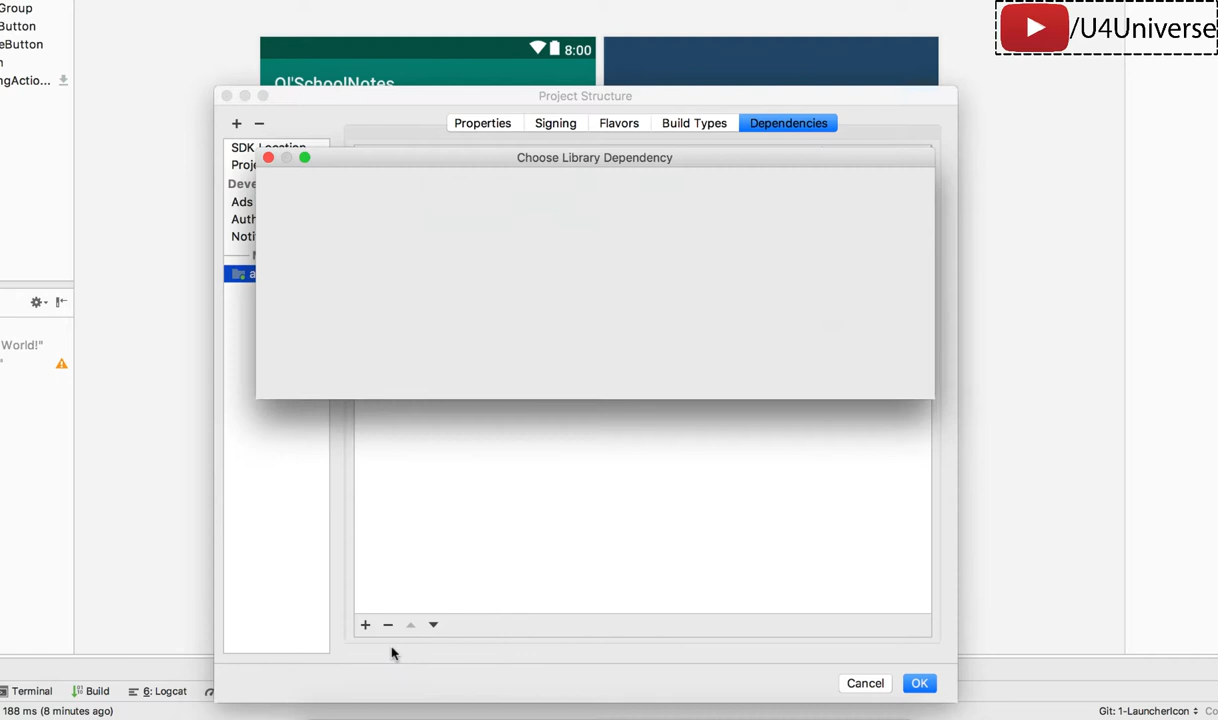 Group
Button
eButton
n
ngActio...
/U4Universe
8:00
Ol'SchoolNotes
Project Structure
Properties
Signing
Flavors
Build Types
Dependencies
SDK Location
Choose Library Dependency
Proje
Deve
Ads
Auth
Noti
a
World!"
"
Cancel
OK
Terminal
Build
6: Logcat
188 ms (8 minutes ago)
Git: 1-LauncherIcon
Co